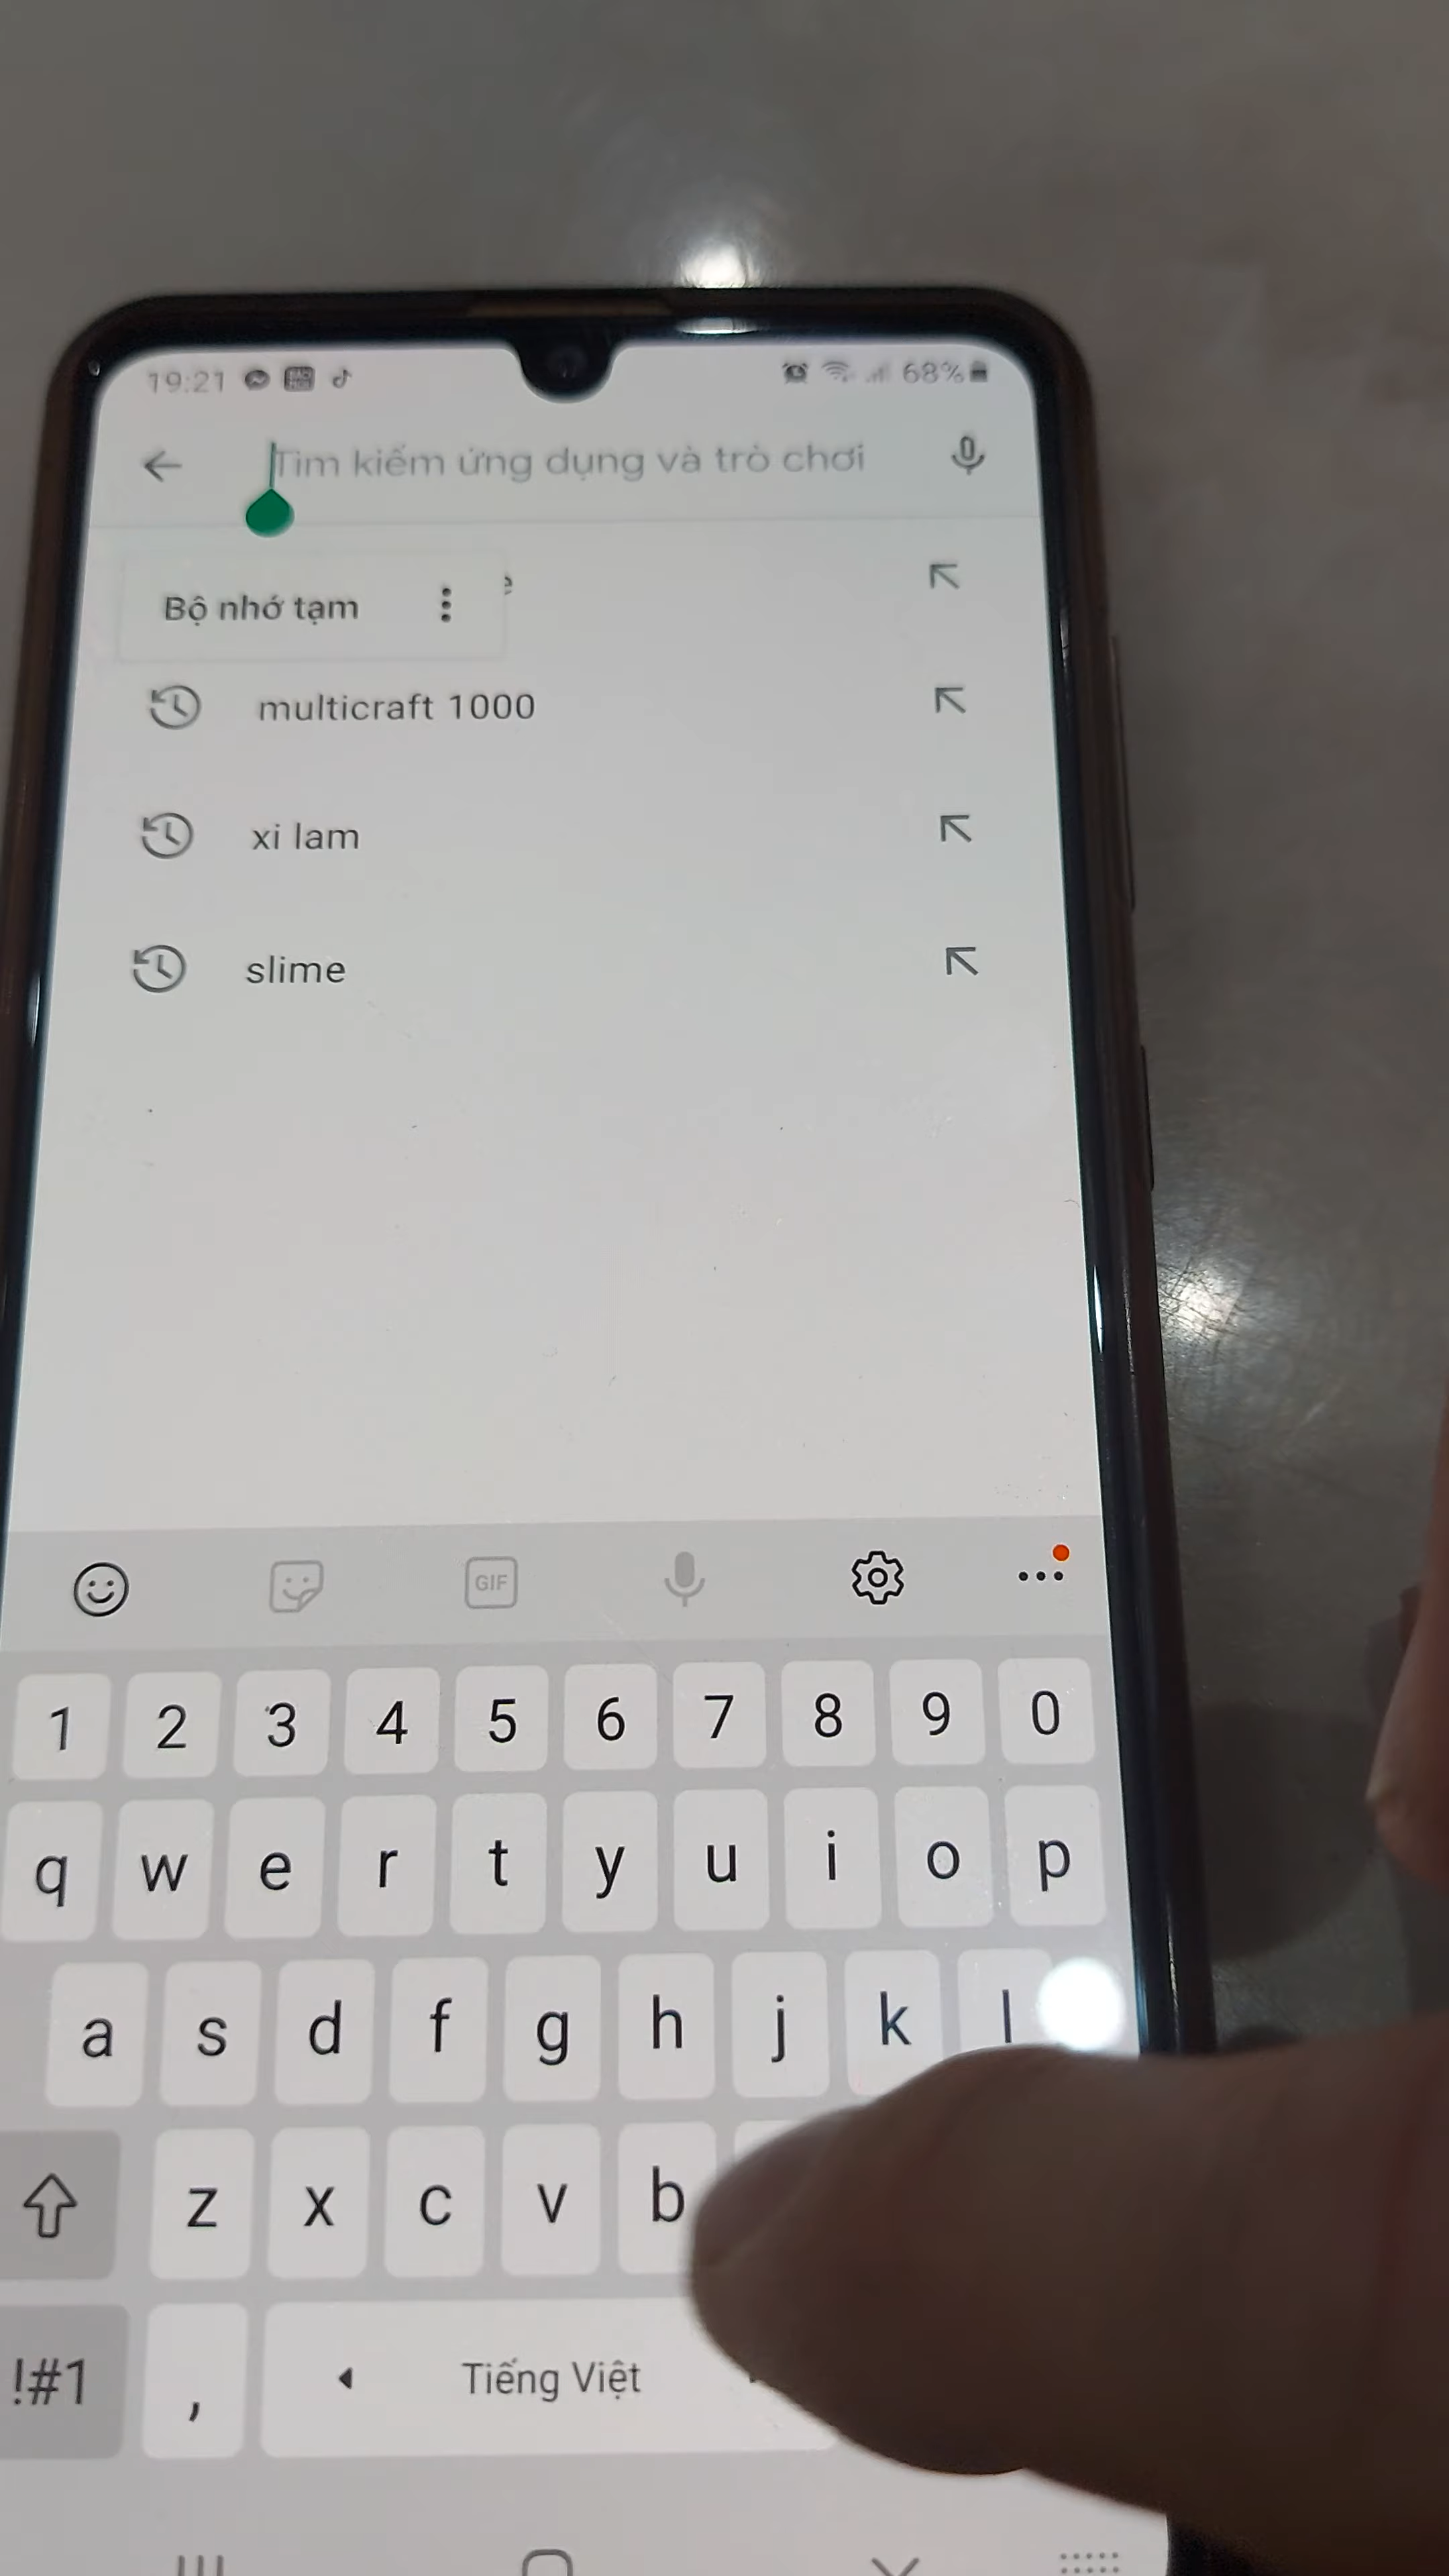 19:21 68%
Tìm kiếm ứng dụng và trò chơi
e
Bộ nhớ tạm
multicraft 1000
xi lam
slime
GIF
1 2 3 4 5 6 7 8 9 0
q w e r t y u i o p
a s d f g h j k l
z x c v b
!#1 , Tiếng Việt